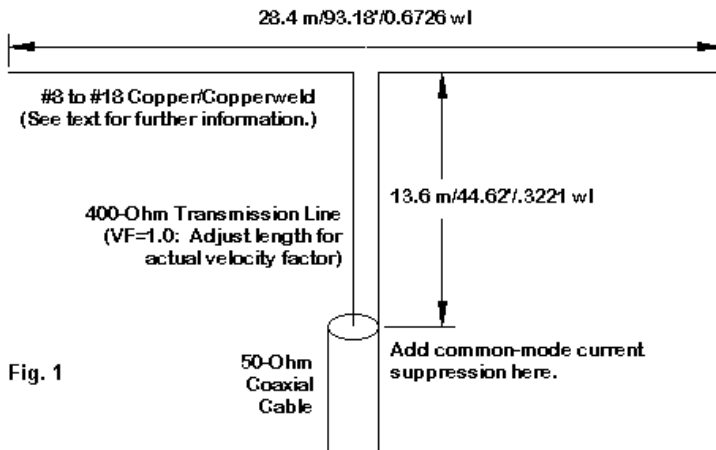 28.4 m/93.18'/0.6726 wl
#8 to #18 Copper/Copperweld
(See text for further information.)
13.6 m/44.62'/.3221 wl
400-Ohm Transmission Line
(VF=1.0: Adjust length for
actual velocity factor)
Add common-mode current
suppression here.
50-Ohm
Coaxial
Cable
Fig. 1